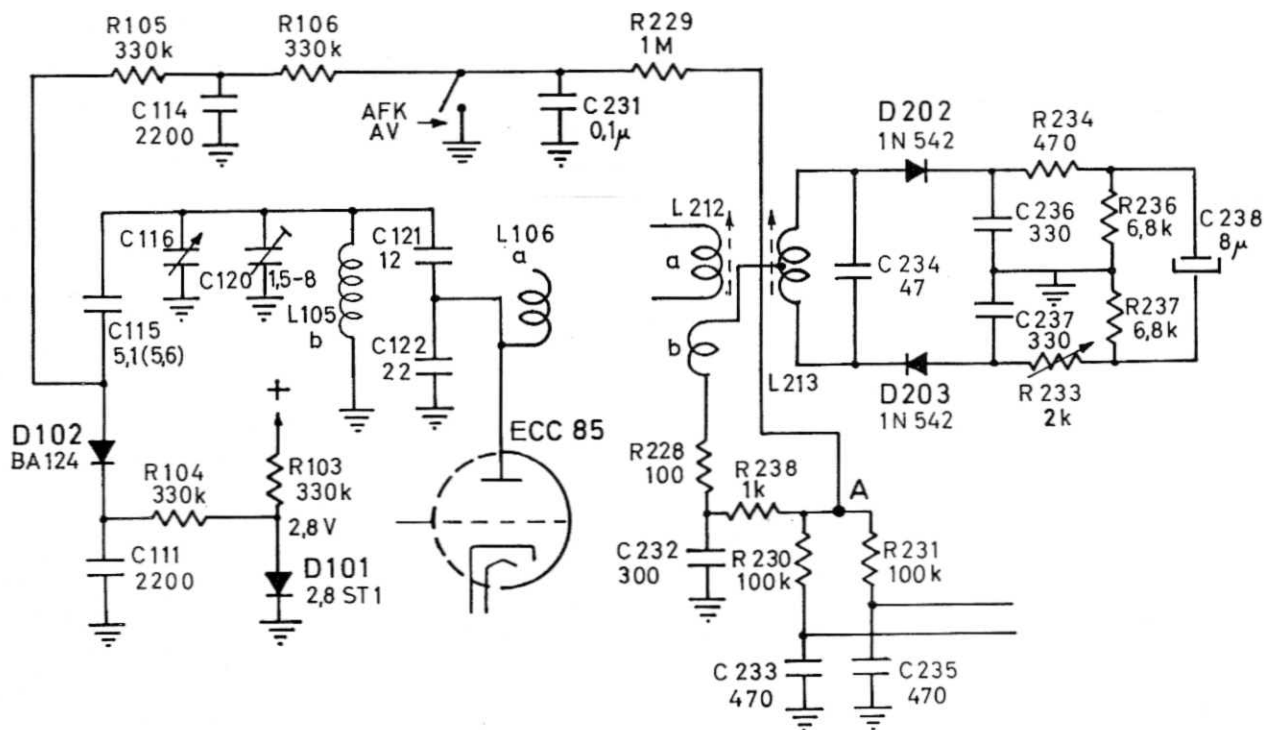 R105
330k
R106
330k
R229
1M
C114
2200
AFK
AV
C231
0,1µ
D202
1N 542
R234
470
C116
C120
1,5-8
C121
12
L106
a
L212
a
C236
330
R236
6,8k
C238
8µ
C234
47
C115
5,1(5,6)
L105
b
C122
22
b
C237
330
R237
6,8k
L213
D203
1N 542
R233
2k
+
D102
BA124
R104
330k
R103
330k
2,8V
ECC 85
R228
100
R238
1k
A
C111
2200
D101
2,8 ST1
C232
300
R230
100k
R231
100k
C233
470
C235
470